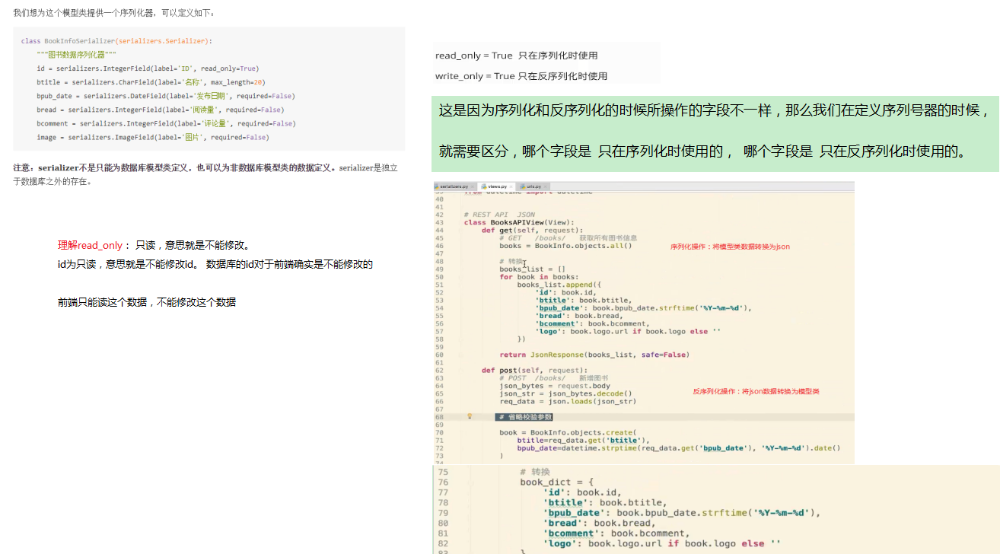 我们想为这个模型类提供一个序列化器，可以定义如下：
class BookInfoSerializer(serializers.Serializer):
"""图书数据序列化器"""
id = serializers.IntegerField(label='ID', read_only=True)
btitle = serializers.CharField(label='名称', max_length=20)
bpub_date = serializers.DateField(label='发布日期', required=False)
bread = serializers.IntegerField(label='阅读量', required=False)
bcomment = serializers.IntegerField(label='评论量', required=False)
image = serializers.ImageField(label='图片', required=False)
注意：serializer不是只能为数据库模型类定义，也可以为非数据库模型类的数据定义。serializer是独立
于数据库之外的存在。
理解read_only： 只读，意思就是不能修改。
id为只读，意思就是不能修改id。 数据库的id对于前端确实是不能修改的
前端只能读这个数据，不能修改这个数据
read_only = True 只在序列化时使用
write_only = True 只在反序列化时使用
这是因为序列化和反序列化的时候所操作的字段不一样，那么我们在定义序列号器的时候，
就需要区分，哪个字段是 只在序列化时使用的， 哪个字段是 只在反序列化时使用的。
serializers.py views.py urls.py
39 from datetime import datetime
40
41
42 # REST API JSON
43 class BooksAPIView(View):
44 def get(self, request):
45 # GET /books/ 获取所有图书信息
46 books = BookInfo.objects.all() 序列化操作：将模型类数据转换为json
47
48 # 转换
49 books_list = []
50 for book in books:
51 books_list.append({
52 'id': book.id,
53 'btitle': book.btitle,
54 'bpub_date': book.bpub_date.strftime('%Y-%m-%d'),
55 'bread': book.bread,
56 'bcomment': book.bcomment,
57 'logo': book.logo.url if book.logo else ''
58 })
59
60 return JsonResponse(books_list, safe=False)
61
62 def post(self, request):
63 # POST /books/ 新增图书
64 json_bytes = request.body
65 json_str = json_bytes.decode() 反序列化操作：将json数据转换为模型类
66 req_data = json.loads(json_str)
67
68 # 省略校验参数
69
70 book = BookInfo.objects.create(
71 btitle=req_data.get('btitle'),
72 bpub_date=datetime.strptime(req_data.get('bpub_date'), '%Y-%m-%d').date()
73 )
74
75 # 转换
76 book_dict = {
77 'id': book.id,
78 'btitle': book.btitle,
79 'bpub_date': book.bpub_date.strftime('%Y-%m-%d'),
80 'bread': book.bread,
81 'bcomment': book.bcomment,
82 'logo': book.logo.url if book.logo else ''
83 }